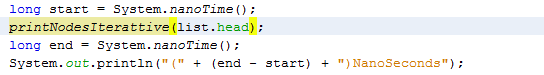 long start = System.nanoTime();
printNodesIterattive(list.head);
long end = System.nanoTime();
System.out.println("(" + (end - start) + ")NanoSeconds");